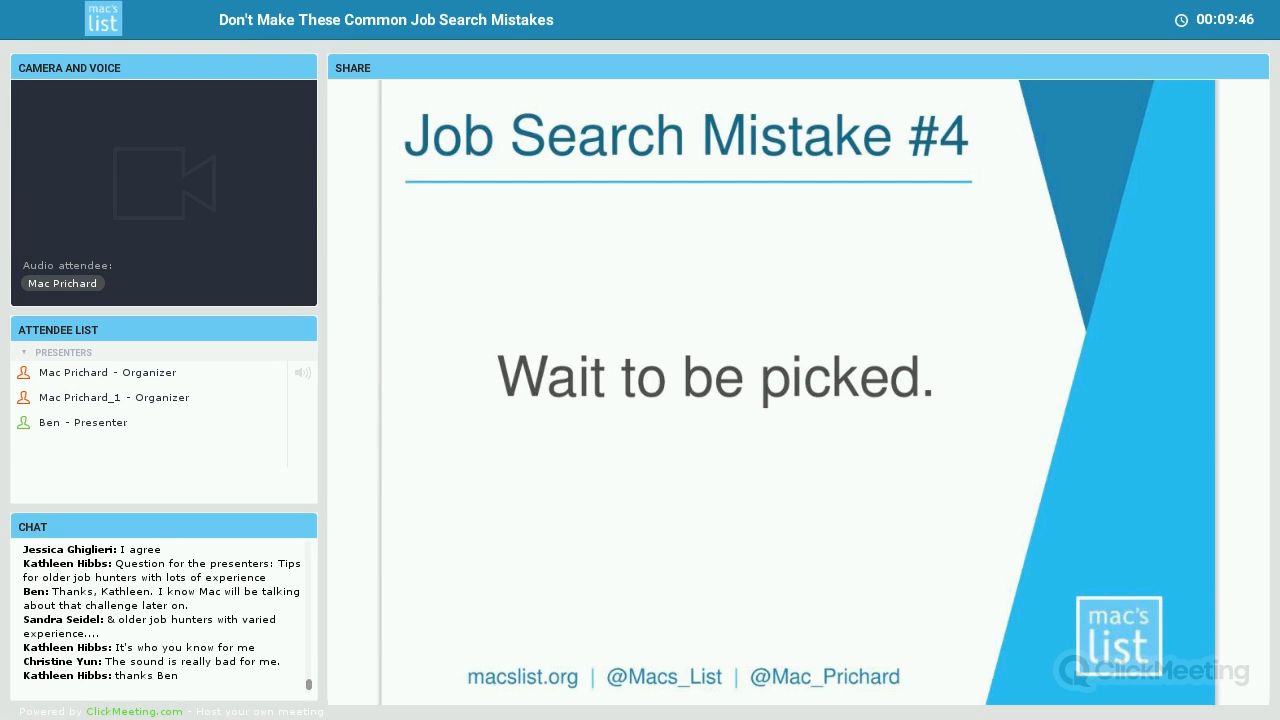 mac's
list
Don't Make These Common Job Search Mistakes
00:09:46
CAMERA AND VOICE
Audio attendee:
Mac Prichard
ATTENDEE LIST
PRESENTERS
Mac Prichard - Organizer
Mac Prichard_1 - Organizer
Ben - Presenter
CHAT
Jessica Ghiglieri: I agree
Kathleen Hibbs: Question for the presenters: Tips
for older job hunters with lots of experience
Ben: Thanks, Kathleen. I know Mac will be talking
about that challenge later on.
Sandra Seidel: & older job hunters with varied
experience....
Kathleen Hibbs: It's who you know for me
Christine Yun: The sound is really bad for me.
Kathleen Hibbs: thanks Ben
Powered by ClickMeeting.com - Host your own meeting
SHARE
Job Search Mistake #4
Wait to be picked.
mac's
list
ClickMeeting
macslist.org | @Macs_List | @Mac_Prichard